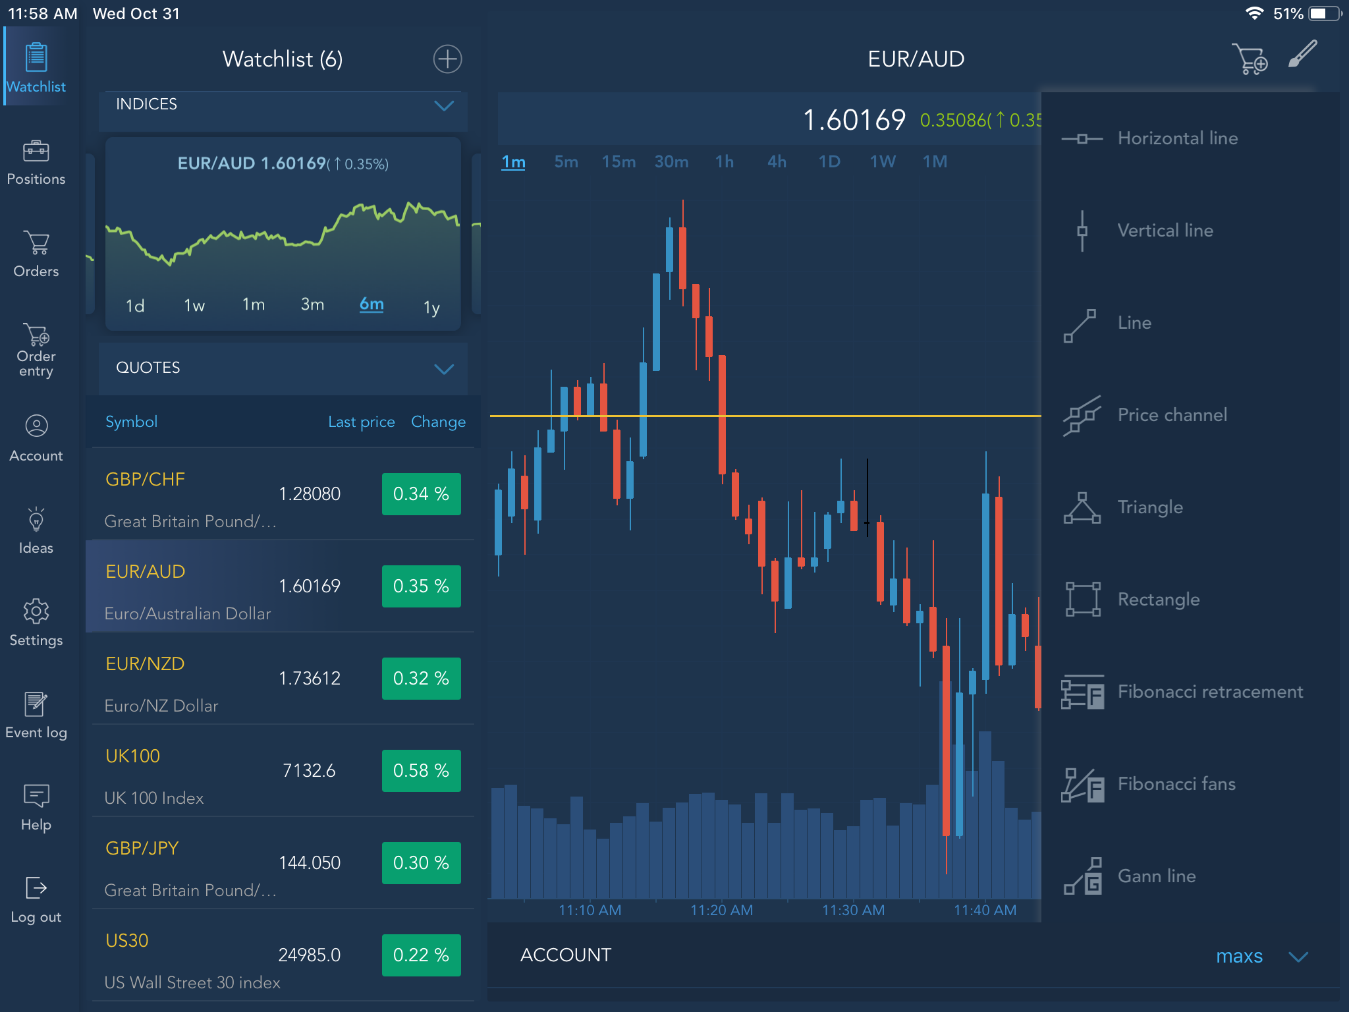 11:58 AM Wed Oct 31
51%
Watchlist
Positions
Orders
Order
entry
Account
Ideas
Settings
Event log
Help
Log out
Watchlist (6)
INDICES
EUR/AUD 1.60169(↑0.35%)
1d 1w 1m 3m 6m 1y
QUOTES
Symbol Last price Change
GBP/CHF
1.28080 0.34 %
Great Britain Pound/...
EUR/AUD
1.60169 0.35 %
Euro/Australian Dollar
EUR/NZD
1.73612 0.32 %
Euro/NZ Dollar
UK100
7132.6 0.58 %
UK 100 Index
GBP/JPY
144.050 0.30 %
Great Britain Pound/...
US30
24985.0 0.22 %
US Wall Street 30 index
EUR/AUD
1.60169 0.35086(↑0.35
1m 5m 15m 30m 1h 4h 1D 1W 1M
11:10 AM 11:20 AM 11:30 AM 11:40 AM
Horizontal line
Vertical line
Line
Price channel
Triangle
Rectangle
F Fibonacci retracement
F Fibonacci fans
G Gann line
ACCOUNT maxs